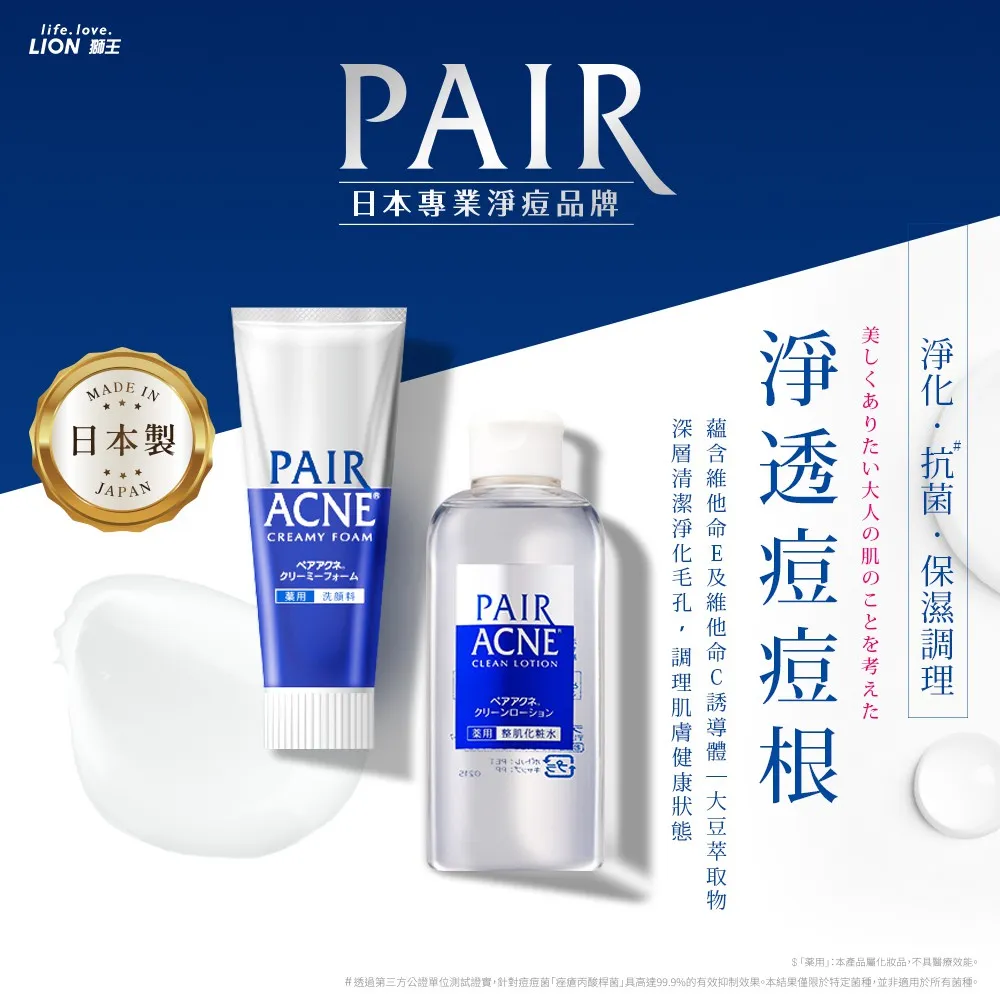 life.love.
LION 獅王
PAIR
日本專業淨痘品牌
MADE IN
日本製
JAPAN
淨化・抗菌#・保濕調理
美しくありたい大人の肌のことを考えた
淨透痘痘根
蘊含維他命E及維他命C誘導體|大豆萃取物
深層清潔淨化毛孔，調理肌膚健康狀態
PAIR
ACNE®
CREAMY FOAM
ペアアクネ®
クリーミーフォーム
薬用 洗顔料
PAIR
ACNE®
CLEAN LOTION
ペアアクネ®
クリーンローション
薬用 整肌化粧水
$「薬用」:本產品屬化妝品,不具醫療效能。
#透過第三方公證單位測試證實,針對痘痘菌「痤瘡丙酸桿菌」具高達99.9%的有效抑制效果。本結果僅限於特定菌種,並非適用於所有菌種。